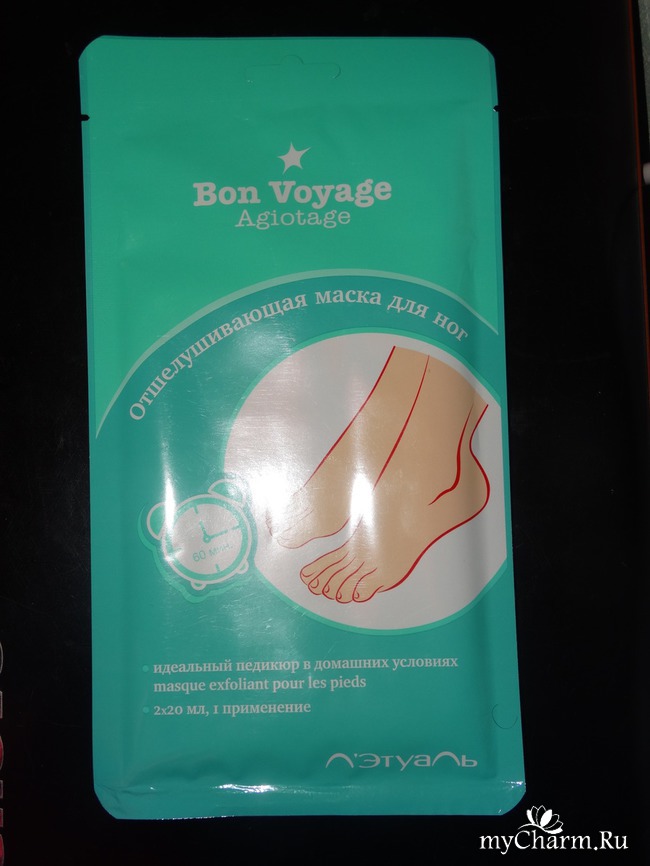 Bon Voyage
Agiotage
Отшелушивающая маска для ног
60 мин
идеальный педикюр в домашних условиях
masque exfoliant pour les pieds
2х20 мл, 1 применение
Л'Этуаль
myCharm.Ru